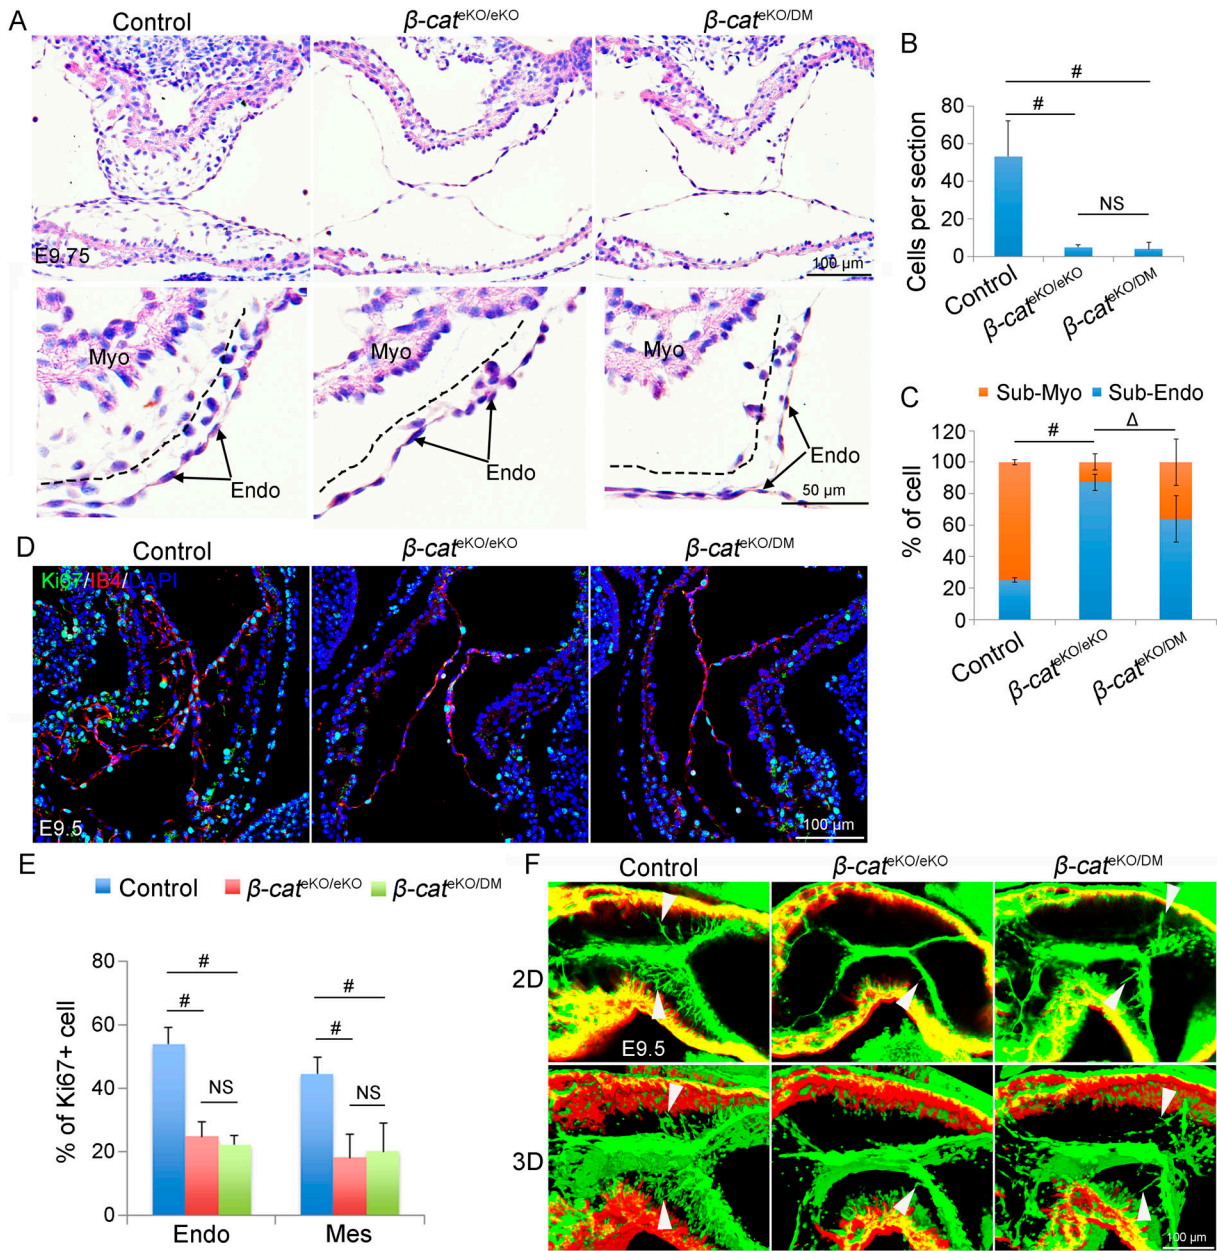 A
Control
β-cat^eKO/eKO
β-cat^eKO/DM
E9.75
100 µm
Myo
Myo
Myo
Endo
Endo
Endo
50 µm
B
Cells per section
80
60
40
20
0
#
#
NS
Control
β-cat^eKO/eKO
β-cat^eKO/DM
C
Sub-Myo
Sub-Endo
% of cell
120
100
80
60
40
20
0
#
Δ
Control
β-cat^eKO/eKO
β-cat^eKO/DM
D
Control
β-cat^eKO/eKO
β-cat^eKO/DM
Ki67/IB4/DAPI
E9.5
100 µm
E
Control
β-cat^eKO/eKO
β-cat^eKO/DM
% of Ki67+ cell
80
60
40
20
0
#
#
NS
#
#
NS
Endo
Mes
F
Control
β-cat^eKO/eKO
β-cat^eKO/DM
2D
E9.5
3D
100 µm